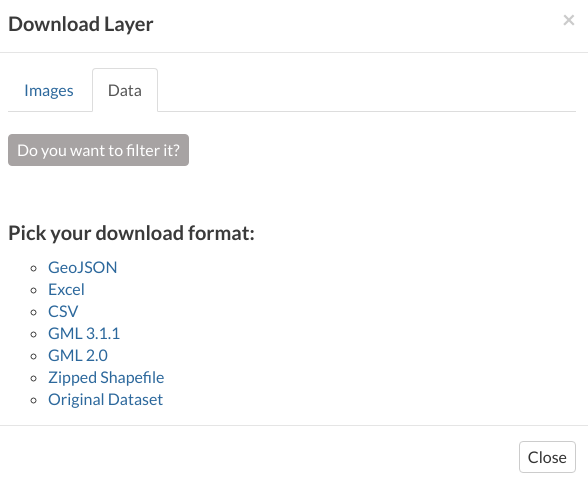 Download Layer
×
Images Data
Do you want to filter it?
Pick your download format:
GeoJSON
Excel
CSV
GML 3.1.1
GML 2.0
Zipped Shapefile
Original Dataset
Close